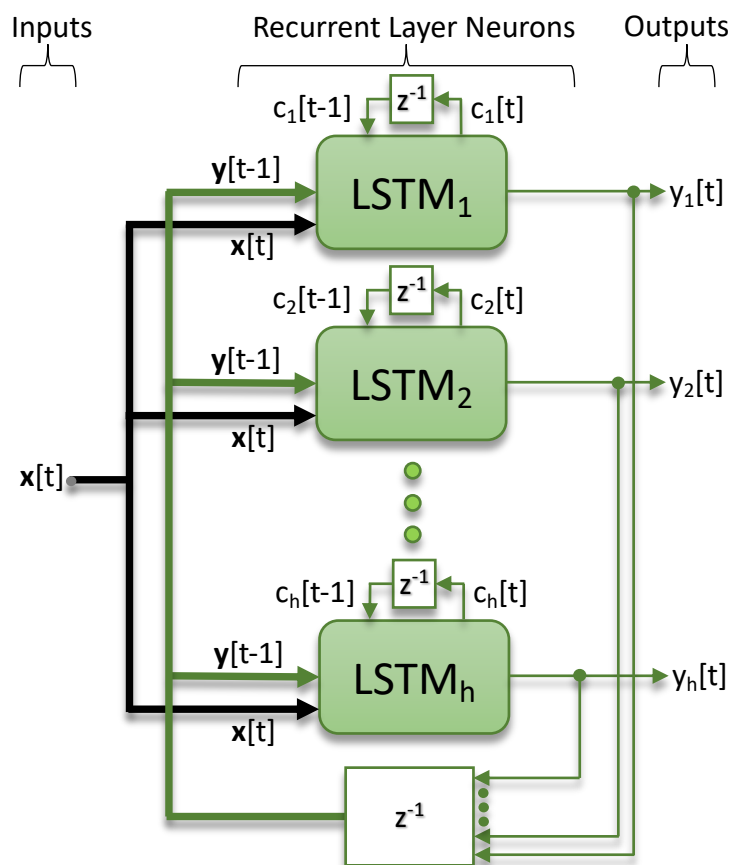 Inputs Recurrent Layer Neurons Outputs
c₁[t-1] z⁻¹ c₁[t]
y[t-1]
LSTM₁ y₁[t]
x[t]
c₂[t-1] z⁻¹ c₂[t]
y[t-1]
LSTM₂ y₂[t]
x[t]
x[t]
cₕ[t-1] z⁻¹ cₕ[t]
y[t-1]
LSTMₕ yₕ[t]
x[t]
z⁻¹